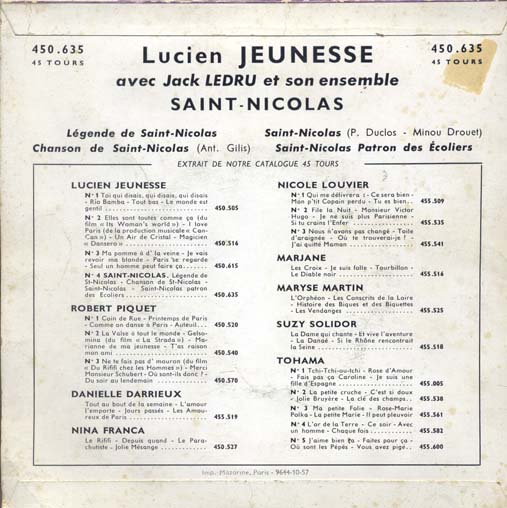 450.635
45 TOURS
Lucien JEUNESSE
avec Jack LEDRU et son ensemble
SAINT-NICOLAS
450.635
45 TOURS
Légende de Saint-Nicolas
Saint-Nicolas (P. Duclos - Minou Drouet)
Chanson de Saint-Nicolas (Ant. Gilis)
Saint-Nicolas Patron des Écoliers
EXTRAIT DE NOTRE CATALOGUE 45 TOURS
LUCIEN JEUNESSE
N° 1 Toi qui disais, qui disais, qui disais
- Rio Bamba - Tout bas - Le monde est
gentil 450.505
N° 2 Elles sont toutes comme ça (du
film « Its Woman's world ») - I love
Paris (de la production musicale « Can-
Can ») - Un Air de Cristal - Magicien
« Dansero » 450.516
N° 3 Ma pomme à d' la veine - Je vais
revoir ma blonde - Paris se regarde
- Seul un homme peut faire ça
450.615
N° 4 SAINT-NICOLAS, Légende de
St-Nicolas - Chanson de St-Nicolas -
Saint-Nicolas - Saint-Nicolas patron
des Ecoliers 450.635
ROBERT PIQUET
N° 1 Coin de Rue - Printemps de Paris
- Comme on danse à Paris - Auteuil...
450.520
N° 2 La Valse à tout le monde - Gelso-
mina (du film « La Strada ») - Ma-
rianne de ma jeunesse - T'as raison
mon ami 450.540
N° 3 Ne te fais pas d' mouron (du film
« Du Rififi chez les Hommes ») - Merci
Monsieur Schubert - Où sont-ils donc ? -
Du soir au lendemain 450.570
DANIELLE DARRIEUX
Tout au bout de la semaine - L'amour
l'emporte - Jours passés - Les Amou-
reux de Paris 455.519
NINA FRANCA
Le Rififi - Depuis quand - Le Para-
chutiste - Jolie Mésange 450.527
NICOLE LOUVIER
N° 1 Qui me délivrera : - Ce sera bien -
Mon p'tit Copain perdu - Tu es bien..
455.509
N° 2 File la Nuit - Monsieur Victor
Hugo - Je ne suis plus Parisienne -
Si tu crains l'Enfer 455.535
N° 3 Nous n'avons pas changé - Toile
d'araignée - Où te trouverai-je ! -
J'ai quitté Maman 455.541
MARJANE
Les Croix - Je suis folle - Tourbillon -
Le Diable noir 455.516
MARYSE MARTIN
L'Orphéon - Les Conscrits de la Loire
- Histoire des Biques et des Biquettes
- Les Vendanges 455.525
SUZY SOLIDOR
La Dame qui chante - Et vive l'aventure
- La Danaé - Si le Rhône rencontrait
la Seine 455.518
TOHAMA
N° 1 Tchi-Tchi-ou-Tchi - Rose d'Amour
- Fais pas ça Caroline - Je suis une
fille d'Espagne 455.005
N° 2 La petite cruche - C'est si doux
- Jolie Bruyère - La clé des champs..
455.538
N° 3 Ma petite Folie - Rose-Marie
Polka - La petite Marie - Il peut pleuvoir
455.561
N° 4 L'or de la Terre - Ce soir - Avec
un homme - Chaque fois 455.582
N° 5 J'aime bien ça - Faites pour ça -
Où sont les Pépés - Vous avez pigé..
455.600
Imp. Mazarine, Paris - 9644-10-57